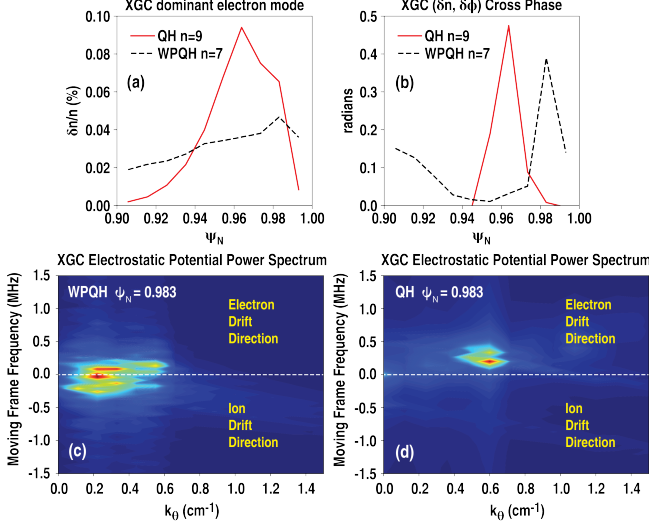 XGC dominant electron mode
XGC (δn, δϕ) Cross Phase
0.10
0.08
0.06
0.04
0.02
0.00
δn/n (%)
QH n=9
WPQH n=7
(a)
0.90 0.92 0.94 0.96 0.98 1.00
ΨN
0.5
0.4
0.3
0.2
0.1
0.0
radians
QH n=9
WPQH n=7
(b)
0.90 0.92 0.94 0.96 0.98 1.00
ΨN
XGC Electrostatic Potential Power Spectrum
XGC Electrostatic Potential Power Spectrum
Moving Frame Frequency (MHz)
1.5
1.0
0.5
0.0
-0.5
-1.0
-1.5
WPQH ψN = 0.983
Electron
Drift
Direction
Ion
Drift
Direction
(c)
0.0 0.2 0.4 0.6 0.8 1.0 1.2 1.4
kθ (cm-1)
Moving Frame Frequency (MHz)
1.5
1.0
0.5
0.0
-0.5
-1.0
-1.5
QH ψN = 0.983
Electron
Drift
Direction
Ion
Drift
Direction
(d)
0.0 0.2 0.4 0.6 0.8 1.0 1.2 1.4
kθ (cm-1)